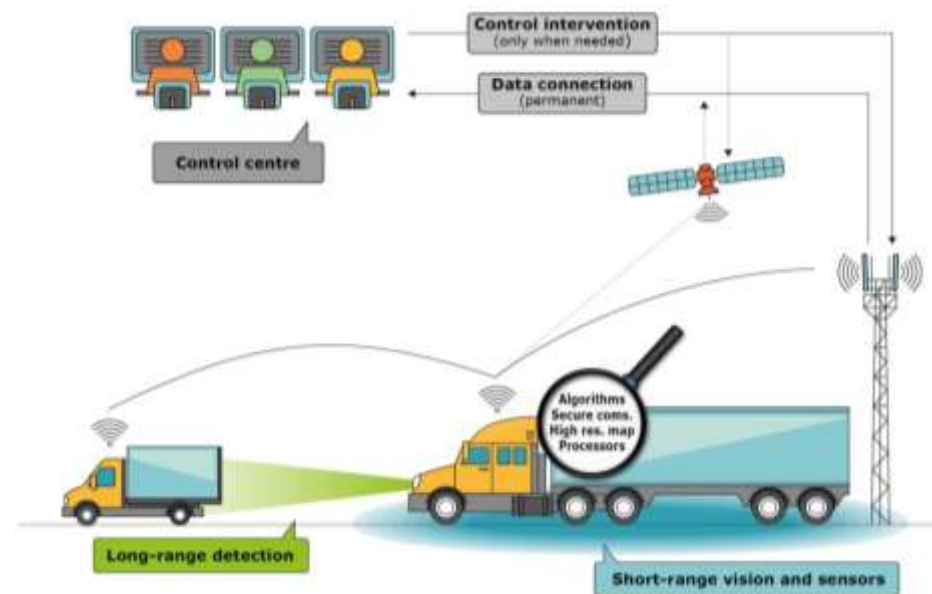 Control intervention
(only when needed)
Data connection
(permanent)
Control centre
Algorithms
Secure coms.
High res. map
Processors
Long-range detection
Short-range vision and sensors